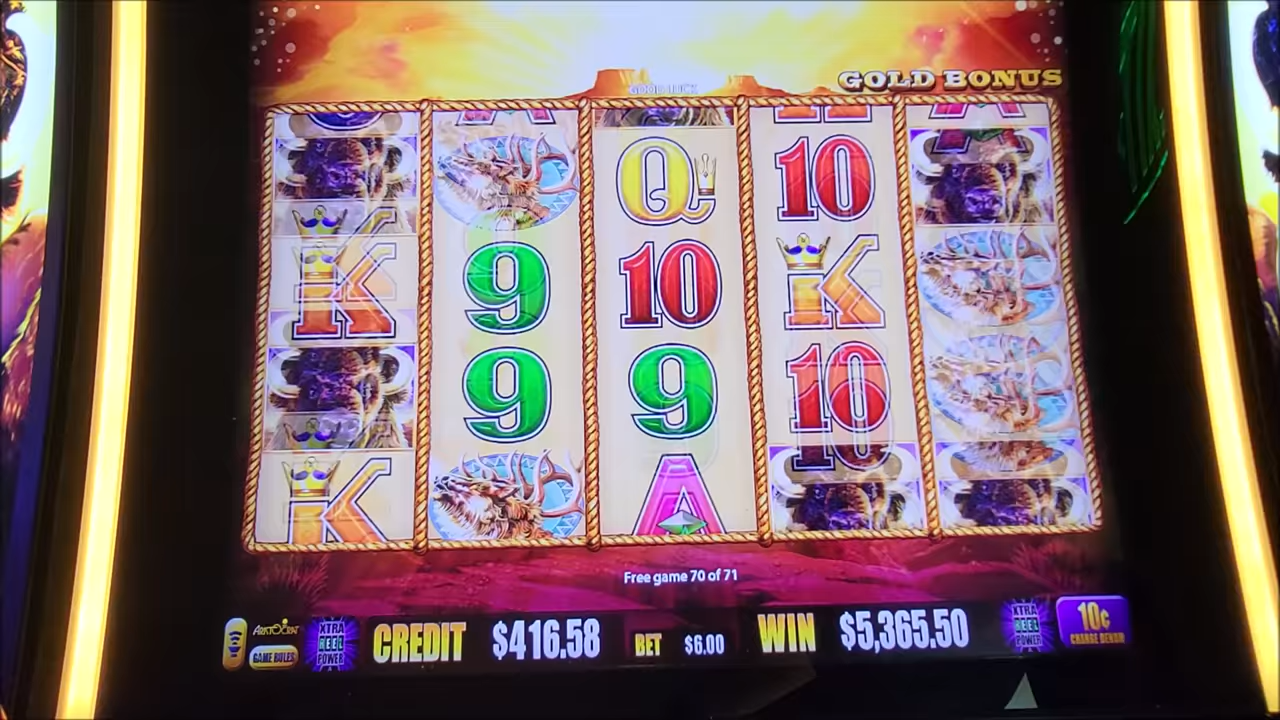 GOLD BONUS
GOOD LUCK
Q 10
K 9 10 K
9 9 10
K A
Free game 70 of 71
ARISTOCRAT
GAME RULES
XTRA
REEL
POWER
CREDIT $416.58 BET $6.00 WIN $5,365.50
XTRA
REEL
POWER
10¢
CHANGE DENOM